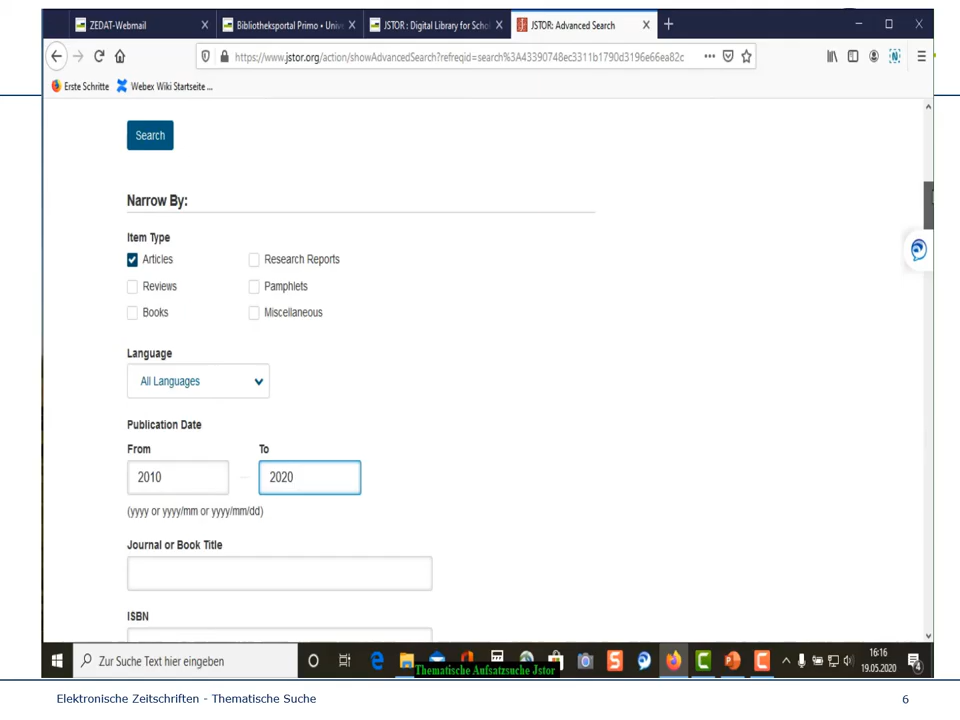 ZEDAT-Webmail
Bibliotheksportal Primo • Univ
JSTOR : Digital Library for Schol
JSTOR: Advanced Search
https://www.jstor.org/action/showAdvancedSearch?refreqid=search%3A43390748ec3311b1790d3196e66ea82c
Erste Schritte
Webex Wiki Startseite ...
Search
Narrow By:
Item Type
Articles
Research Reports
Reviews
Pamphlets
Books
Miscellaneous
Language
All Languages
Publication Date
From
To
2010
2020
(yyyy or yyyy/mm or yyyy/mm/dd)
Journal or Book Title
ISBN
Zur Suche Text hier eingeben
16:16
19.05.2020
4
Thematische Aufsatzsuche Jstor
Elektronische Zeitschriften - Thematische Suche
6